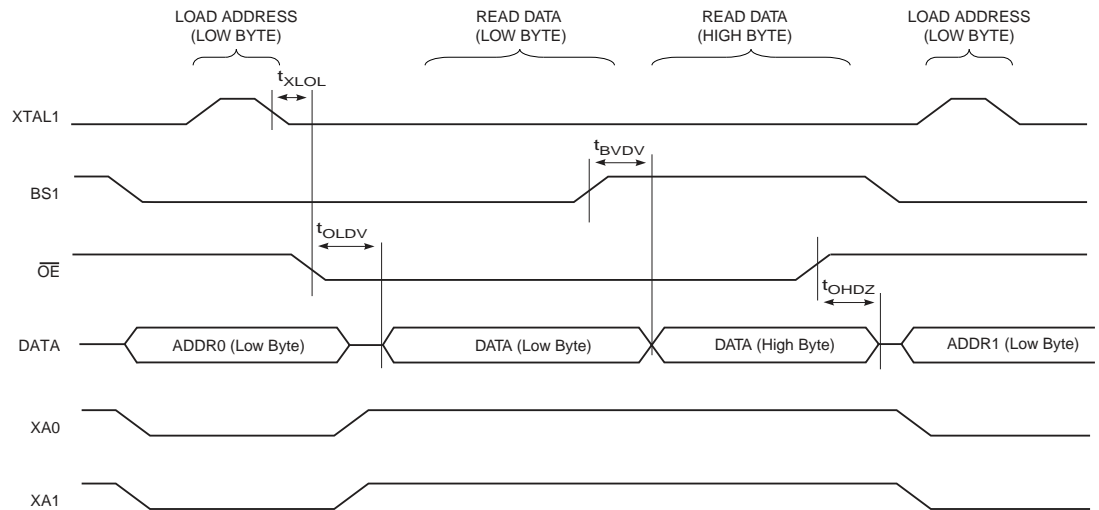 LOAD ADDRESS
(LOW BYTE)
READ DATA
(LOW BYTE)
READ DATA
(HIGH BYTE)
LOAD ADDRESS
(LOW BYTE)
tXLOL
XTAL1
tBVDV
BS1
tOLDV
OE
tOHDZ
DATA
ADDR0 (Low Byte)
DATA (Low Byte)
DATA (High Byte)
ADDR1 (Low Byte)
XA0
XA1